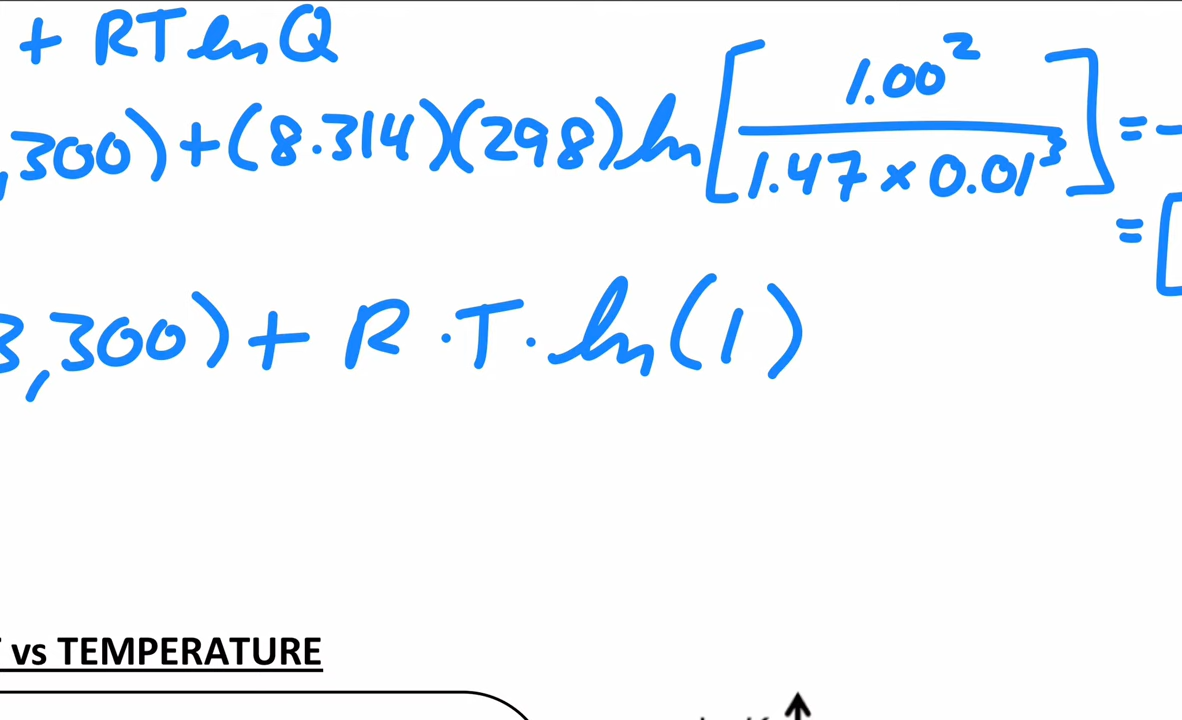 + RT ln Q
,300) + (8.314)(298) ln [ 1.00² / 1.47 × 0.01³ ] = -
= [
3,300) + R · T · ln(1)
vs TEMPERATURE